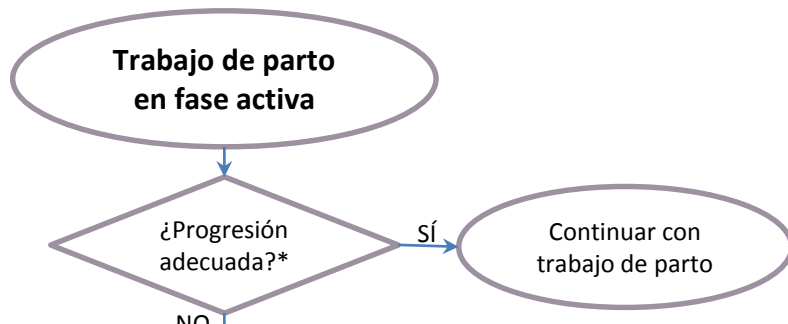 Trabajo de parto
en fase activa
¿Progresión
adecuada?*
SÍ
Continuar con
trabajo de parto
NO